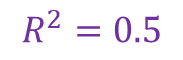 R² = 0.5